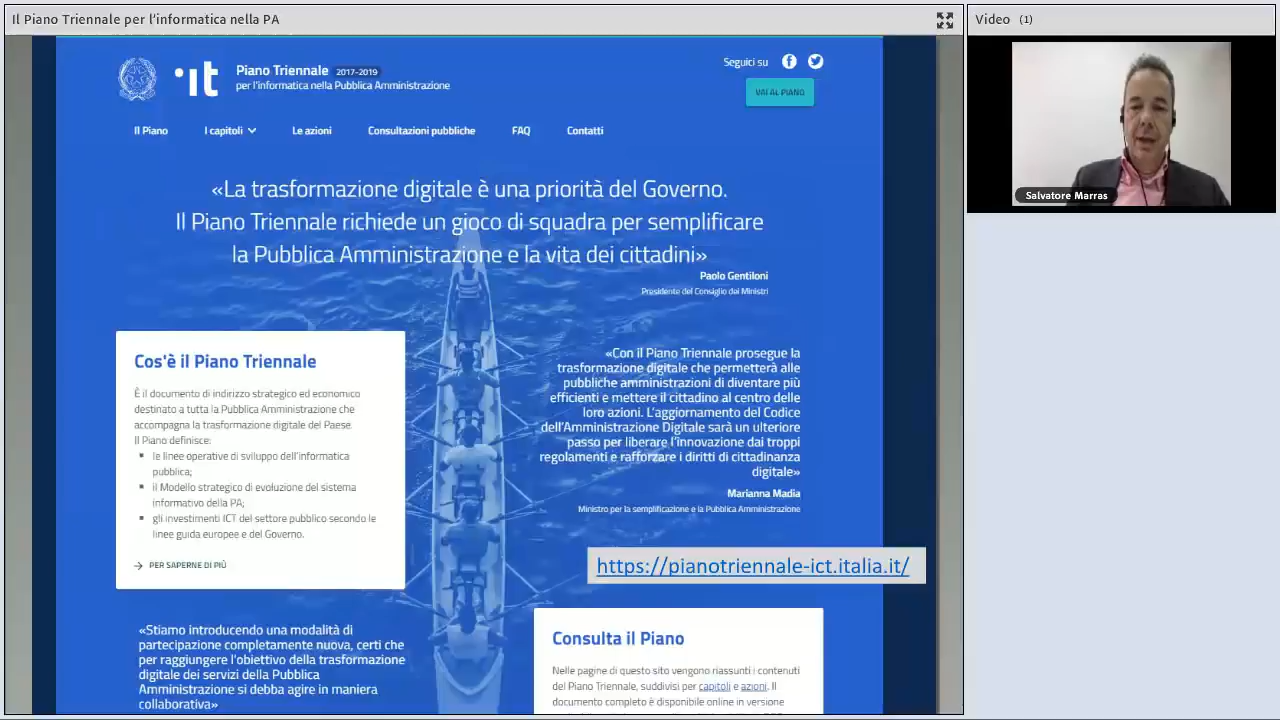 Il Piano Triennale per l'informatica nella PA
Video (1)
Salvatore Marras
it
Piano Triennale 2017-2019
per l'informatica nella Pubblica Amministrazione
Seguici su
VAI AL PIANO
Il Piano
I capitoli
Le azioni
Consultazioni pubbliche
FAQ
Contatti
«La trasformazione digitale è una priorità del Governo.
Il Piano Triennale richiede un gioco di squadra per semplificare
la Pubblica Amministrazione e la vita dei cittadini»
Paolo Gentiloni
Presidente del Consiglio dei Ministri
Cos'è il Piano Triennale
È il documento di indirizzo strategico ed economico
destinato a tutta la Pubblica Amministrazione che
accompagna la trasformazione digitale del Paese.
Il Piano definisce:
le linee operative di sviluppo dell'informatica
pubblica;
il Modello strategico di evoluzione del sistema
informativo della PA;
gli investimenti ICT del settore pubblico secondo le
linee guida europee e del Governo.
PER SAPERNE DI PIÙ
«Con il Piano Triennale prosegue la
trasformazione digitale che permetterà alle
pubbliche amministrazioni di diventare più
efficienti e mettere il cittadino al centro delle
loro azioni. L'aggiornamento del Codice
dell'Amministrazione Digitale sarà un ulteriore
passo per liberare l'innovazione dai troppi
regolamenti e rafforzare i diritti di cittadinanza
digitale»
Marianna Madia
Ministro per la semplificazione e la Pubblica Amministrazione
https://pianotriennale-ict.italia.it/
«Stiamo introducendo una modalità di
partecipazione completamente nuova, certi che
per raggiungere l'obiettivo della trasformazione
digitale dei servizi della Pubblica
Amministrazione si debba agire in maniera
collaborativa»
Consulta il Piano
Nelle pagine di questo sito vengono riassunti i contenuti
del Piano Triennale, suddivisi per capitoli e azioni. Il
documento completo è disponibile online in versione